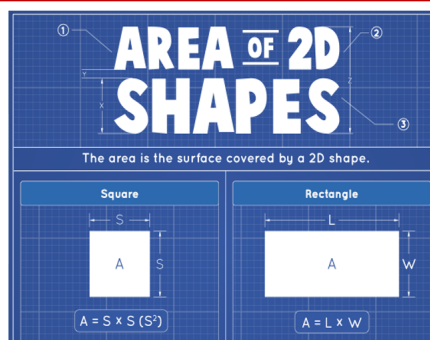 1
AREA OF 2D
2
Y
X
Z
SHAPES
3
The area is the surface covered by a 2D shape.
Square
S
A
S
A = S x S (S²)
Rectangle
L
A
W
A = L x W